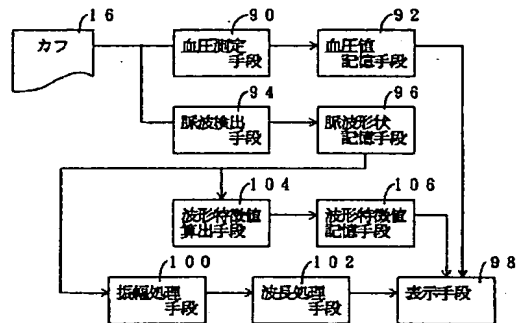 16
カフ
90
血圧測定
手段
92
血圧値
記憶手段
94
脈波検出
手段
96
脈波形状
記憶手段
104
波形特徴値
算出手段
106
波形特徴値
記憶手段
100
振幅処理
手段
102
波長処理
手段
98
表示手段